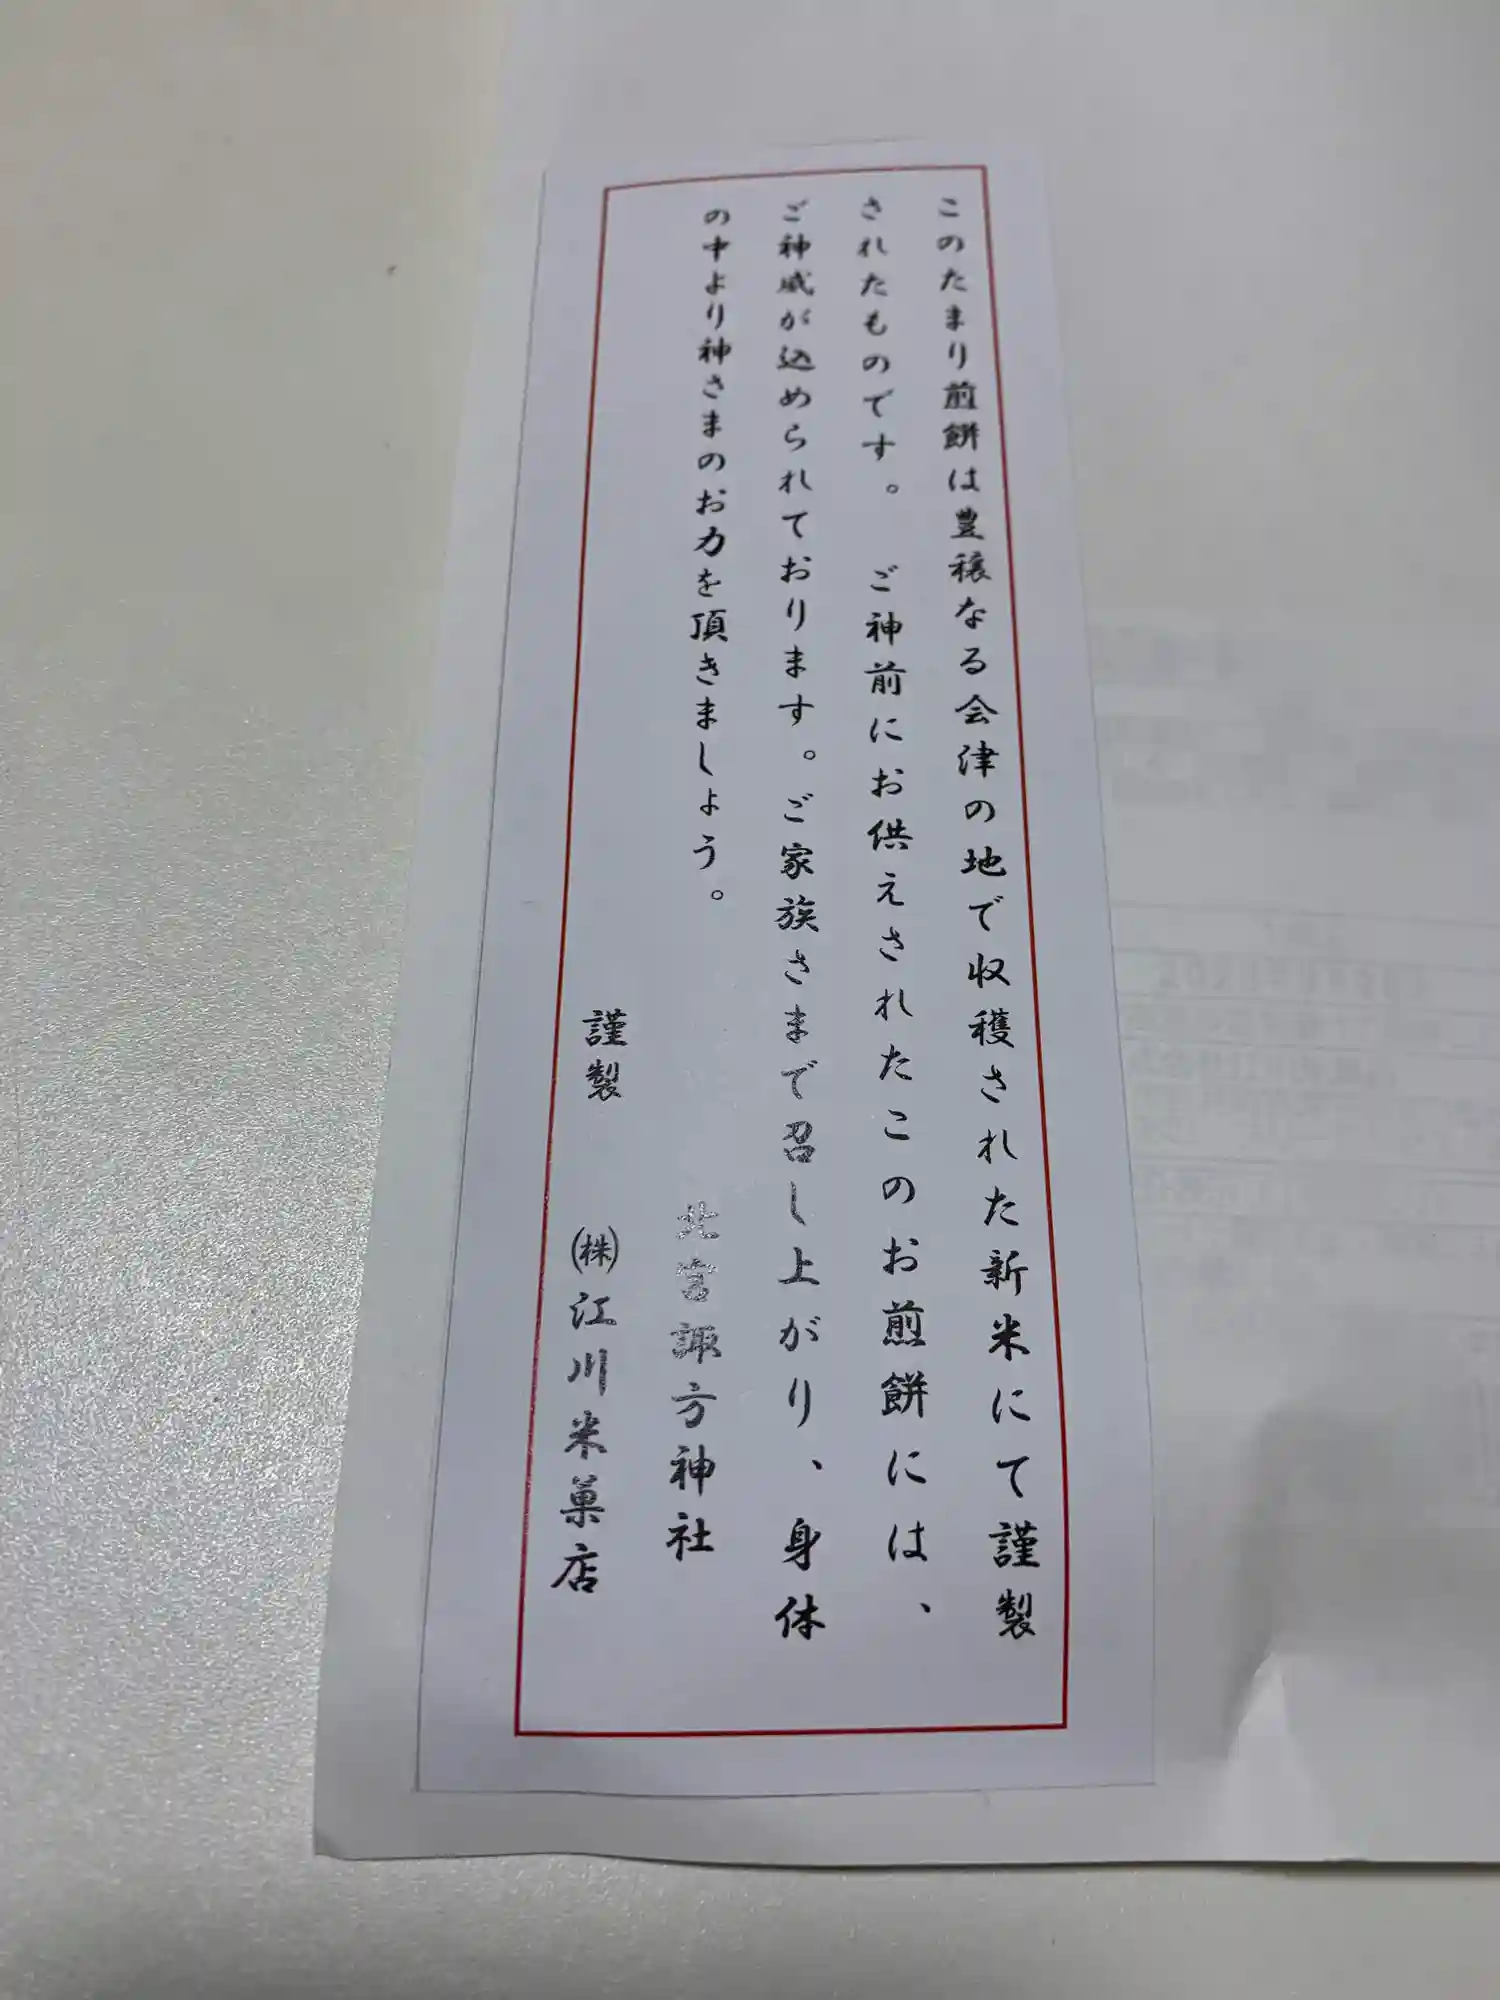 このたまり煎餅は豊穣なる会津の地で収穫された新米にて謹製
されたものです。 ご神前にお供えされたこのお煎餅には、
ご神威が込められております。ご家族さまで召し上がり、身体
の中より神さまのお力を頂きましょう。
北宮諏方神社
謹製 ㈱江川米菓店